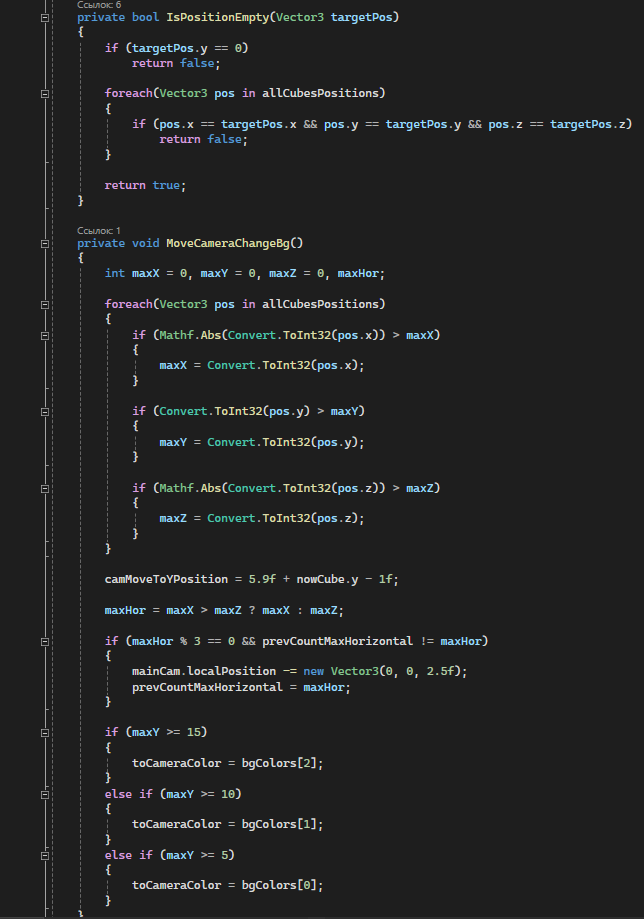 Ссылок: 6
private bool IsPositionEmpty(Vector3 targetPos)
{
if (targetPos.y == 0)
return false;
foreach(Vector3 pos in allCubesPositions)
{
if (pos.x == targetPos.x && pos.y == targetPos.y && pos.z == targetPos.z)
return false;
}
return true;
}
Ссылок: 1
private void MoveCameraChangeBg()
{
int maxX = 0, maxY = 0, maxZ = 0, maxHor;
foreach(Vector3 pos in allCubesPositions)
{
if (Mathf.Abs(Convert.ToInt32(pos.x)) > maxX)
{
maxX = Convert.ToInt32(pos.x);
}
if (Convert.ToInt32(pos.y) > maxY)
{
maxY = Convert.ToInt32(pos.y);
}
if (Mathf.Abs(Convert.ToInt32(pos.z)) > maxZ)
{
maxZ = Convert.ToInt32(pos.z);
}
}
camMoveToYPosition = 5.9f + nowCube.y - 1f;
maxHor = maxX > maxZ ? maxX : maxZ;
if (maxHor % 3 == 0 && prevCountMaxHorizontal != maxHor)
{
mainCam.localPosition -= new Vector3(0, 0, 2.5f);
prevCountMaxHorizontal = maxHor;
}
if (maxY >= 15)
{
toCameraColor = bgColors[2];
}
else if (maxY >= 10)
{
toCameraColor = bgColors[1];
}
else if (maxY >= 5)
{
toCameraColor = bgColors[0];
}
}